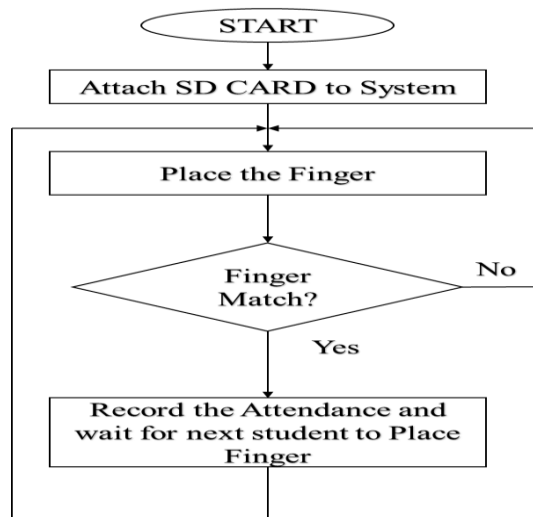 START
Attach SD CARD to System
Place the Finger
Finger
Match?
No
Yes
Record the Attendance and
wait for next student to Place
Finger